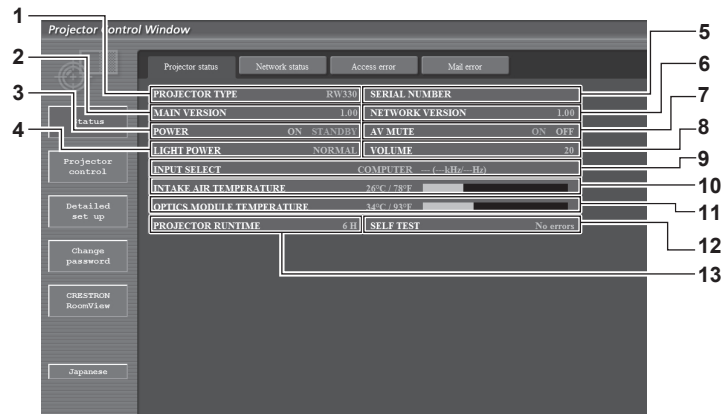 Projector Control Window
Projector status Network status Access error Mail error
PROJECTOR TYPE RW330 SERIAL NUMBER
MAIN VERSION 1.00 NETWORK VERSION 1.00
POWER ON STANDBY AV MUTE ON OFF
LIGHT POWER NORMAL VOLUME 20
INPUT SELECT COMPUTER — (—kHz/—Hz)
INTAKE AIR TEMPERATURE 26°C / 78°F
OPTICS MODULE TEMPERATURE 34°C / 93°F
PROJECTOR RUNTIME 6 H SELF TEST No errors
Status
Projector
control
Detailed
set up
Change
password
CRESTRON
RoomView
Japanese
1
2
3
4
5
6
7
8
9
10
11
12
13